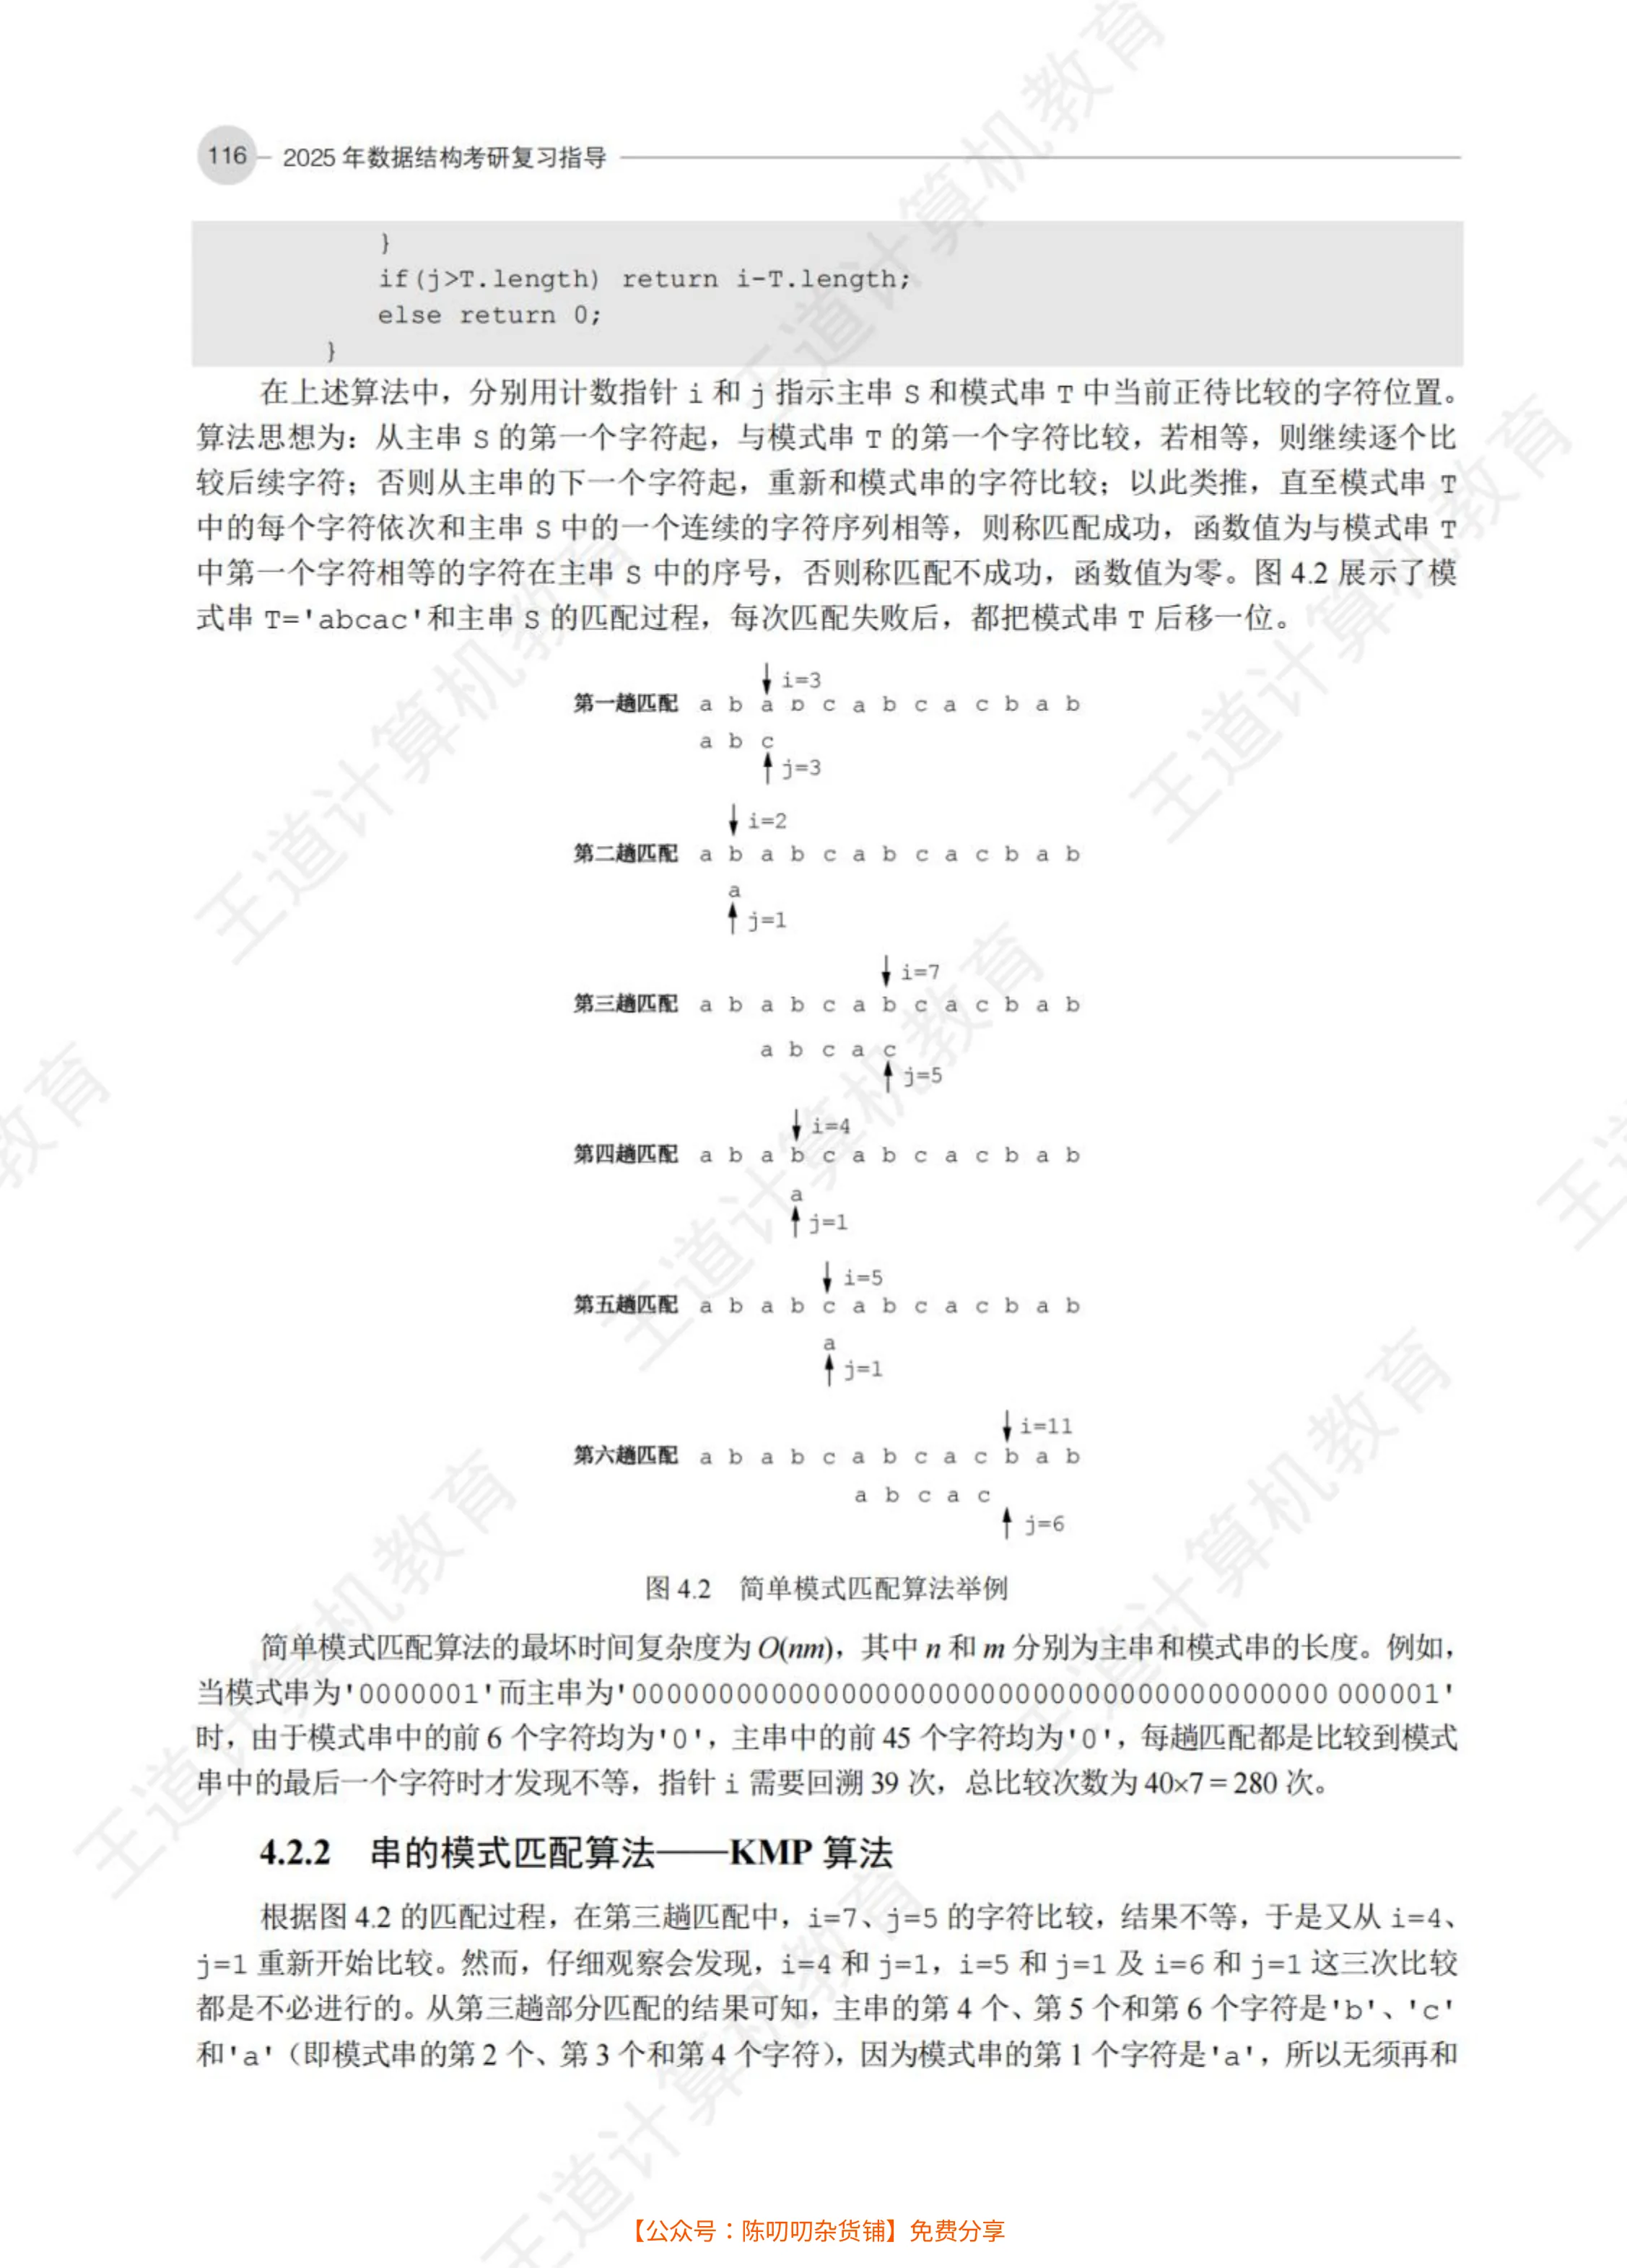 116 2025 年数据结构考研复习指导
}
if(j>T.length) return i-T.length;
else return 0;
}
在上述算法中，分别用计数指针 i 和 j 指示主串 S 和模式串 T 中当前正待比较的字符位置。
算法思想为：从主串 S 的第一个字符起，与模式串 T 的第一个字符比较，若相等，则继续逐个比
较后续字符；否则从主串的下一个字符起，重新和模式串的字符比较；以此类推，直至模式串 T
中的每个字符依次和主串 S 中的一个连续的字符序列相等，则称匹配成功，函数值为与模式串 T
中第一个字符相等的字符在主串 S 中的序号，否则称匹配不成功，函数值为零。图 4.2 展示了模
式串 T='abcac'和主串 S 的匹配过程，每次匹配失败后，都把模式串 T 后移一位。
i=3
第一趟匹配 a b a b c a b c a c b a b
a b c
j=3
i=2
第二趟匹配 a b a b c a b c a c b a b
a
j=1
i=7
第三趟匹配 a b a b c a b c a c b a b
a b c a c
j=5
i=4
第四趟匹配 a b a b c a b c a c b a b
a
j=1
i=5
第五趟匹配 a b a b c a b c a c b a b
a
j=1
i=11
第六趟匹配 a b a b c a b c a c b a b
a b c a c
j=6
图 4.2 简单模式匹配算法举例
简单模式匹配算法的最坏时间复杂度为 O(nm)，其中 n 和 m 分别为主串和模式串的长度。例如，
当模式串为'0000001'而主串为'0000000000000000000000000000000000000000 000001'
时，由于模式串中的前 6 个字符均为'0'，主串中的前 45 个字符均为'0'，每趟匹配都是比较到模式
串中的最后一个字符时才发现不等，指针 i 需要回溯 39 次，总比较次数为 40×7 = 280 次。
4.2.2 串的模式匹配算法——KMP 算法
根据图 4.2 的匹配过程，在第三趟匹配中，i=7、j=5 的字符比较，结果不等，于是又从 i=4、
j=1 重新开始比较。然而，仔细观察会发现，i=4 和 j=1，i=5 和 j=1 及 i=6 和 j=1 这三次比较
都是不必进行的。从第三趟部分匹配的结果可知，主串的第 4 个、第 5 个和第 6 个字符是'b'、'c'
和'a'（即模式串的第 2 个、第 3 个和第 4 个字符），因为模式串的第 1 个字符是'a'，所以无须再和
【公众号：陈叨叨杂货铺】免费分享
王道计算机教育